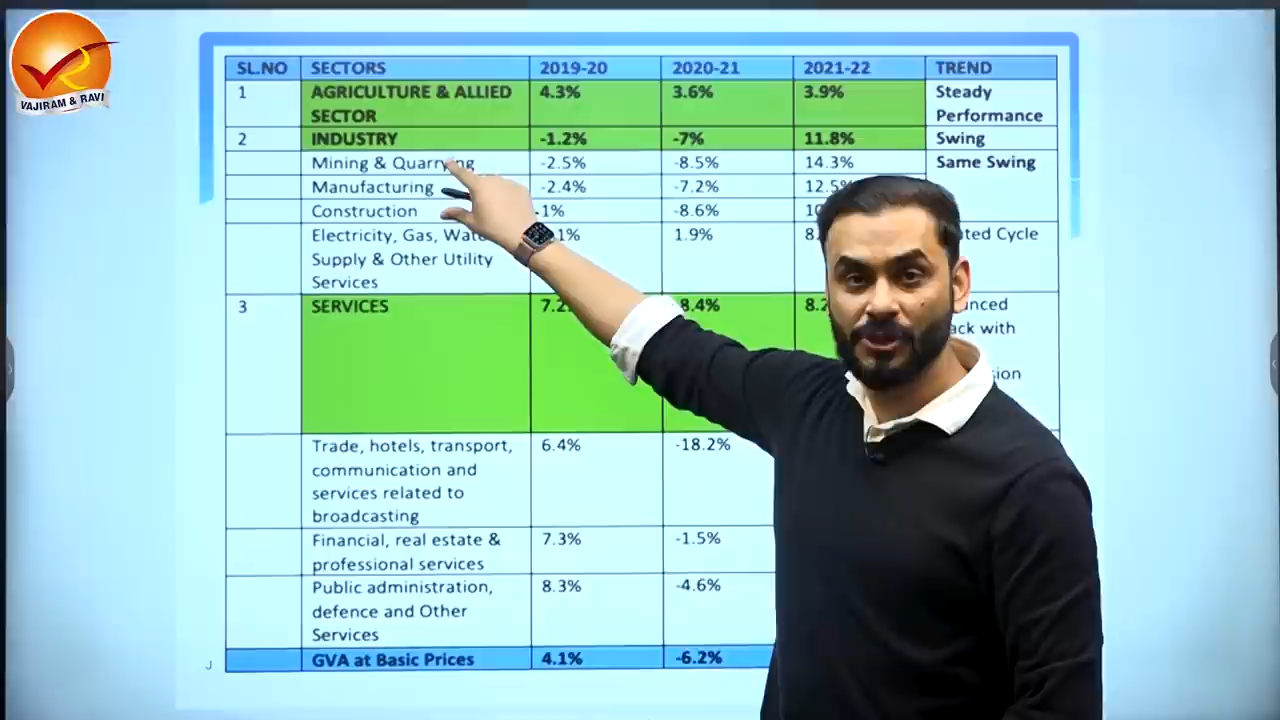 VAJIRAM & RAVI
SL.NO SECTORS 2019-20 2020-21 2021-22 TREND
1 AGRICULTURE & ALLIED 4.3% 3.6% 3.9% Steady
SECTOR Performance
2 INDUSTRY -1.2% -7% 11.8% Swing
Mining & Quarrying -2.5% -8.5% 14.3% Same Swing
Manufacturing -2.4% -7.2% 12.5%
Construction -1% -8.6%
Electricity, Gas, 1.9% Cycle
Supply & Other Utility
Services
3 SERVICES 8.4%
with
Trade, hotels, transport, 6.4% -18.2%
communication and
services related to
broadcasting
Financial, real estate & 7.3% -1.5%
professional services
Public administration, 8.3% -4.6%
defence and Other
Services
GVA at Basic Prices 4.1% -6.2%